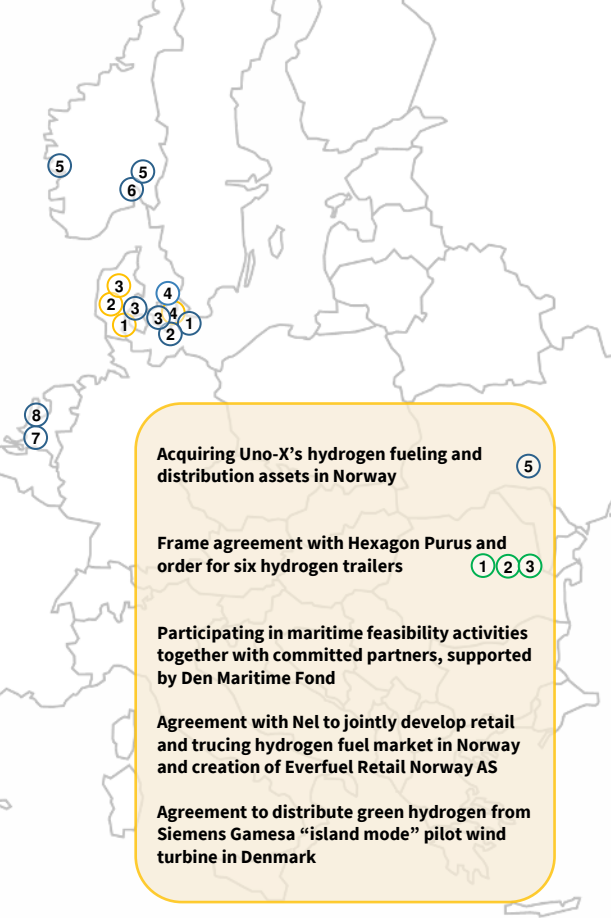 5
5
6
3
4
2
3
3
4
1
1
2
8
7
Acquiring Uno-X’s hydrogen fueling and
distribution assets in Norway
5
Frame agreement with Hexagon Purus and
order for six hydrogen trailers
1 2 3
Participating in maritime feasibility activities
together with committed partners, supported
by Den Maritime Fond
Agreement with Nel to jointly develop retail
and trucing hydrogen fuel market in Norway
and creation of Everfuel Retail Norway AS
Agreement to distribute green hydrogen from
Siemens Gamesa “island mode” pilot wind
turbine in Denmark